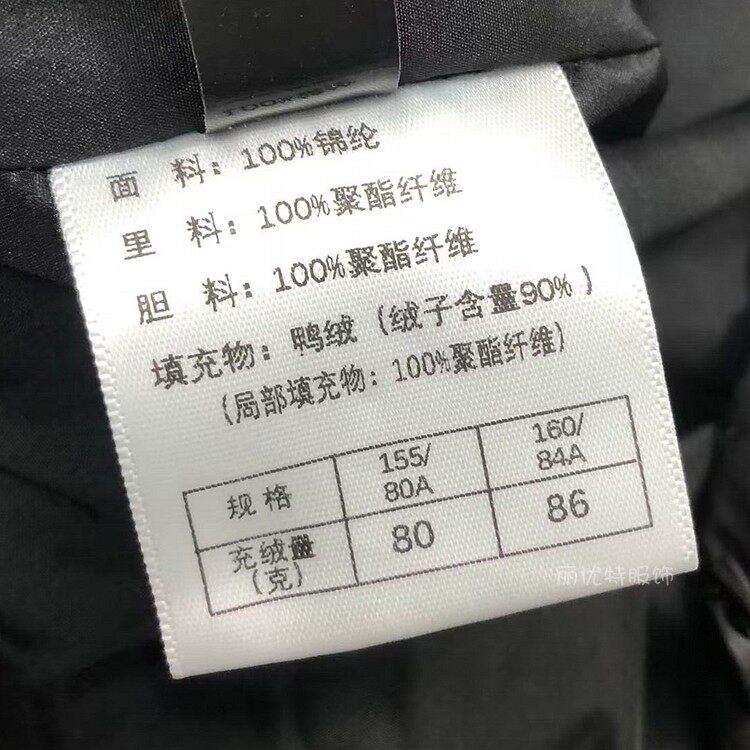 面 料：100%锦纶
里 料：100%聚酯纤维
胆 料：100%聚酯纤维
填充物：鸭绒（绒子含量90%）
（局部填充物：100%聚酯纤维）
规格 155/80A 160/84A
充绒量（克） 80 86
丽优特服饰